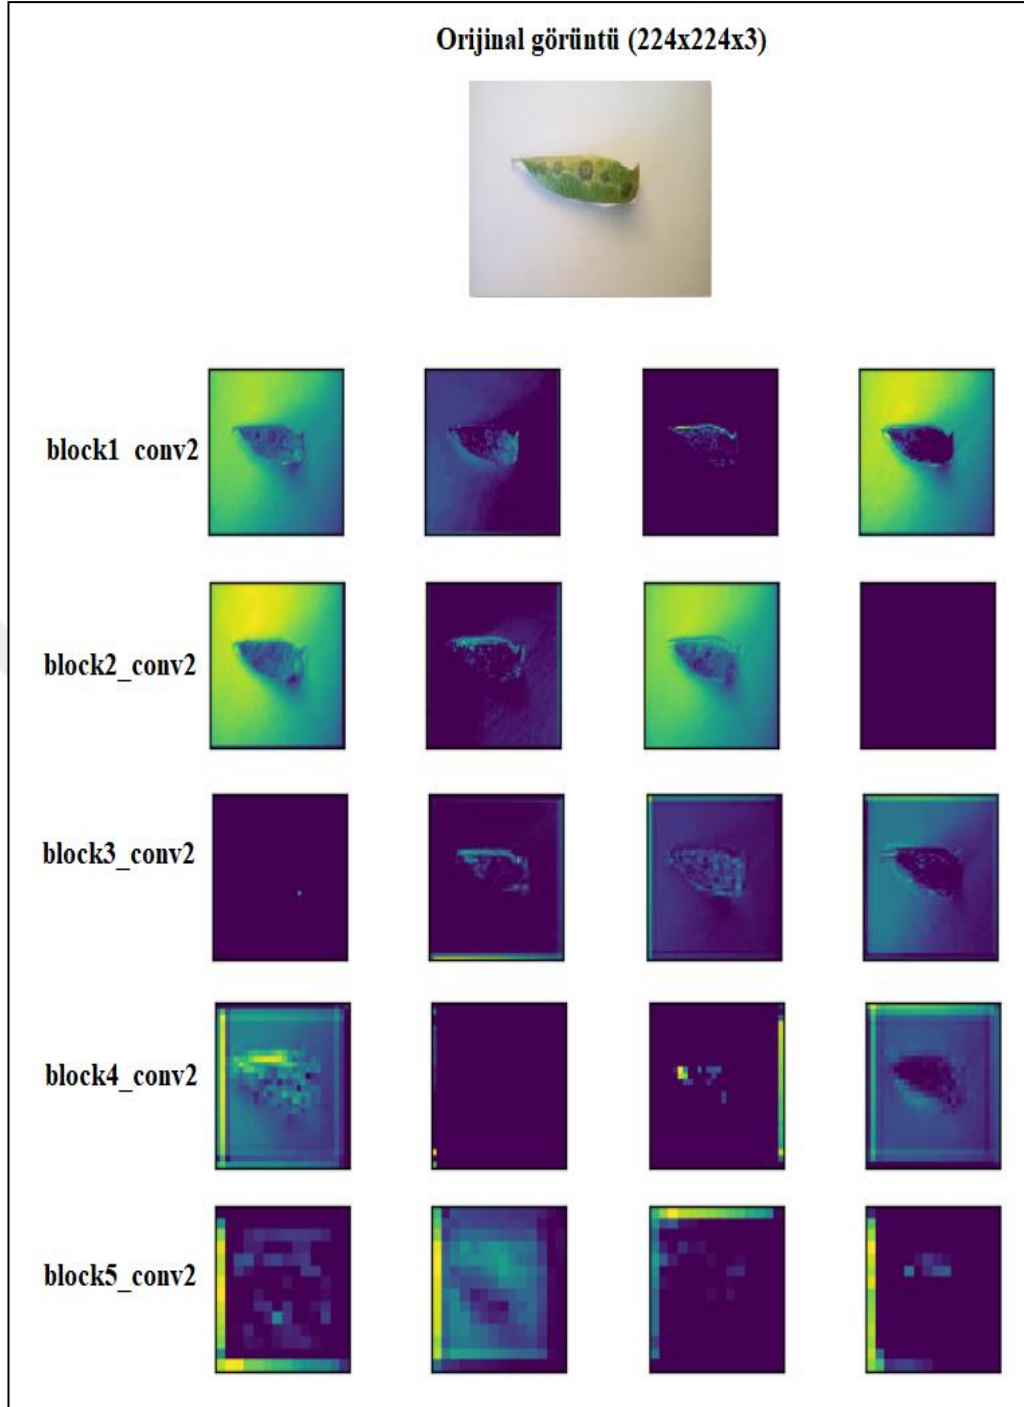 Orijinal görüntü (224x224x3)
block1_conv2
block2_conv2
block3_conv2
block4_conv2
block5_conv2